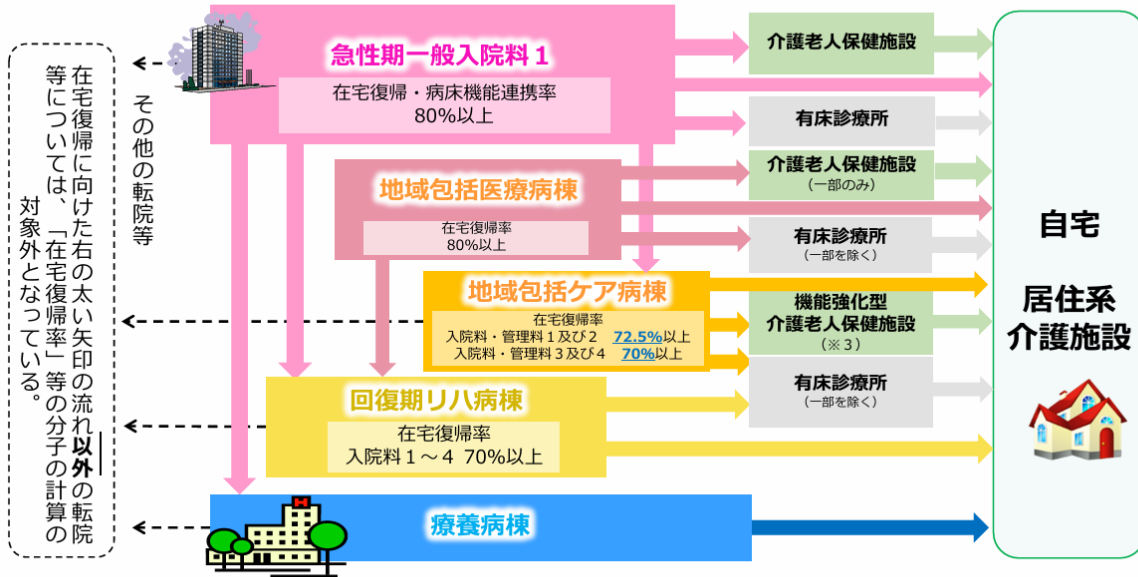 急性期一般入院料1
在宅復帰・病床機能連携率
80%以上
介護老人保健施設
有床診療所
地域包括医療病棟
在宅復帰率
80%以上
介護老人保健施設
(一部のみ)
有床診療所
(一部を除く)
地域包括ケア病棟
在宅復帰率
入院料・管理料1及び2 72.5%以上
入院料・管理料3及び4 70%以上
機能強化型
介護老人保健施設
(※3)
回復期リハ病棟
在宅復帰率
入院料1~4 70%以上
有床診療所
(一部を除く)
療養病棟
自宅
居住系
介護施設
その他の転院等
在宅復帰に向けた右の太い矢印の流れ以外の転院
等については、「在宅復帰率」等の分子の計算の
対象外となっている。
H